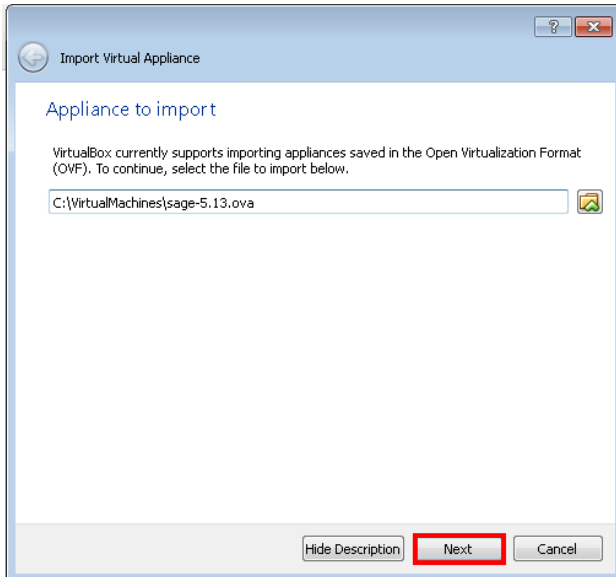 ?
Import Virtual Appliance
Appliance to import
VirtualBox currently supports importing appliances saved in the Open Virtualization Format
(OVF). To continue, select the file to import below.
C:\VirtualMachines\sage-5.13.ova
Hide Description Next Cancel